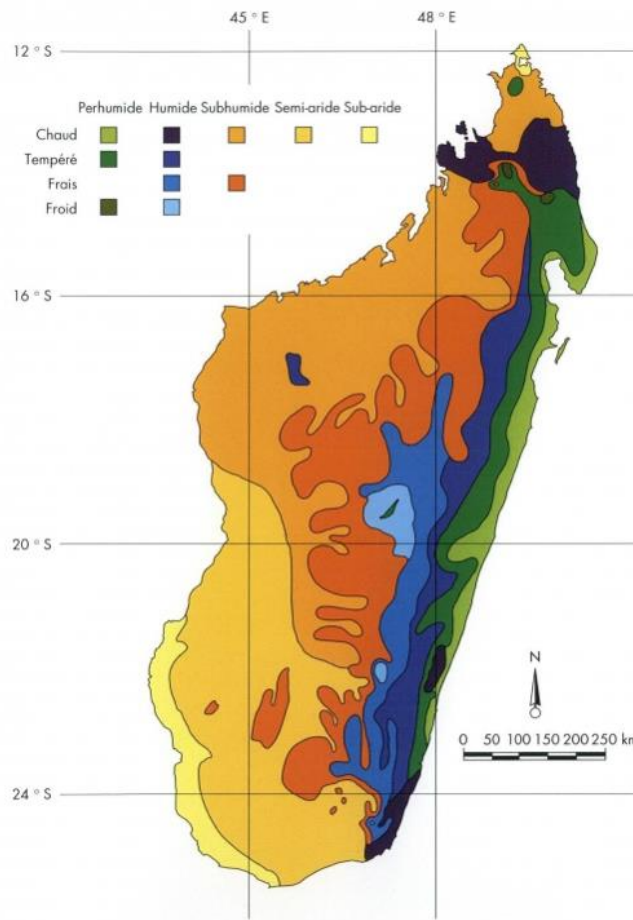 45 ° E 48 ° E
12 ° S
Perhumide Humide Subhumide Semi-aride Sub-aride
Chaud
Tempéré
Frais
Froid
16 ° S
20 ° S
N
0 50 100 150 200 250 km
24 ° S